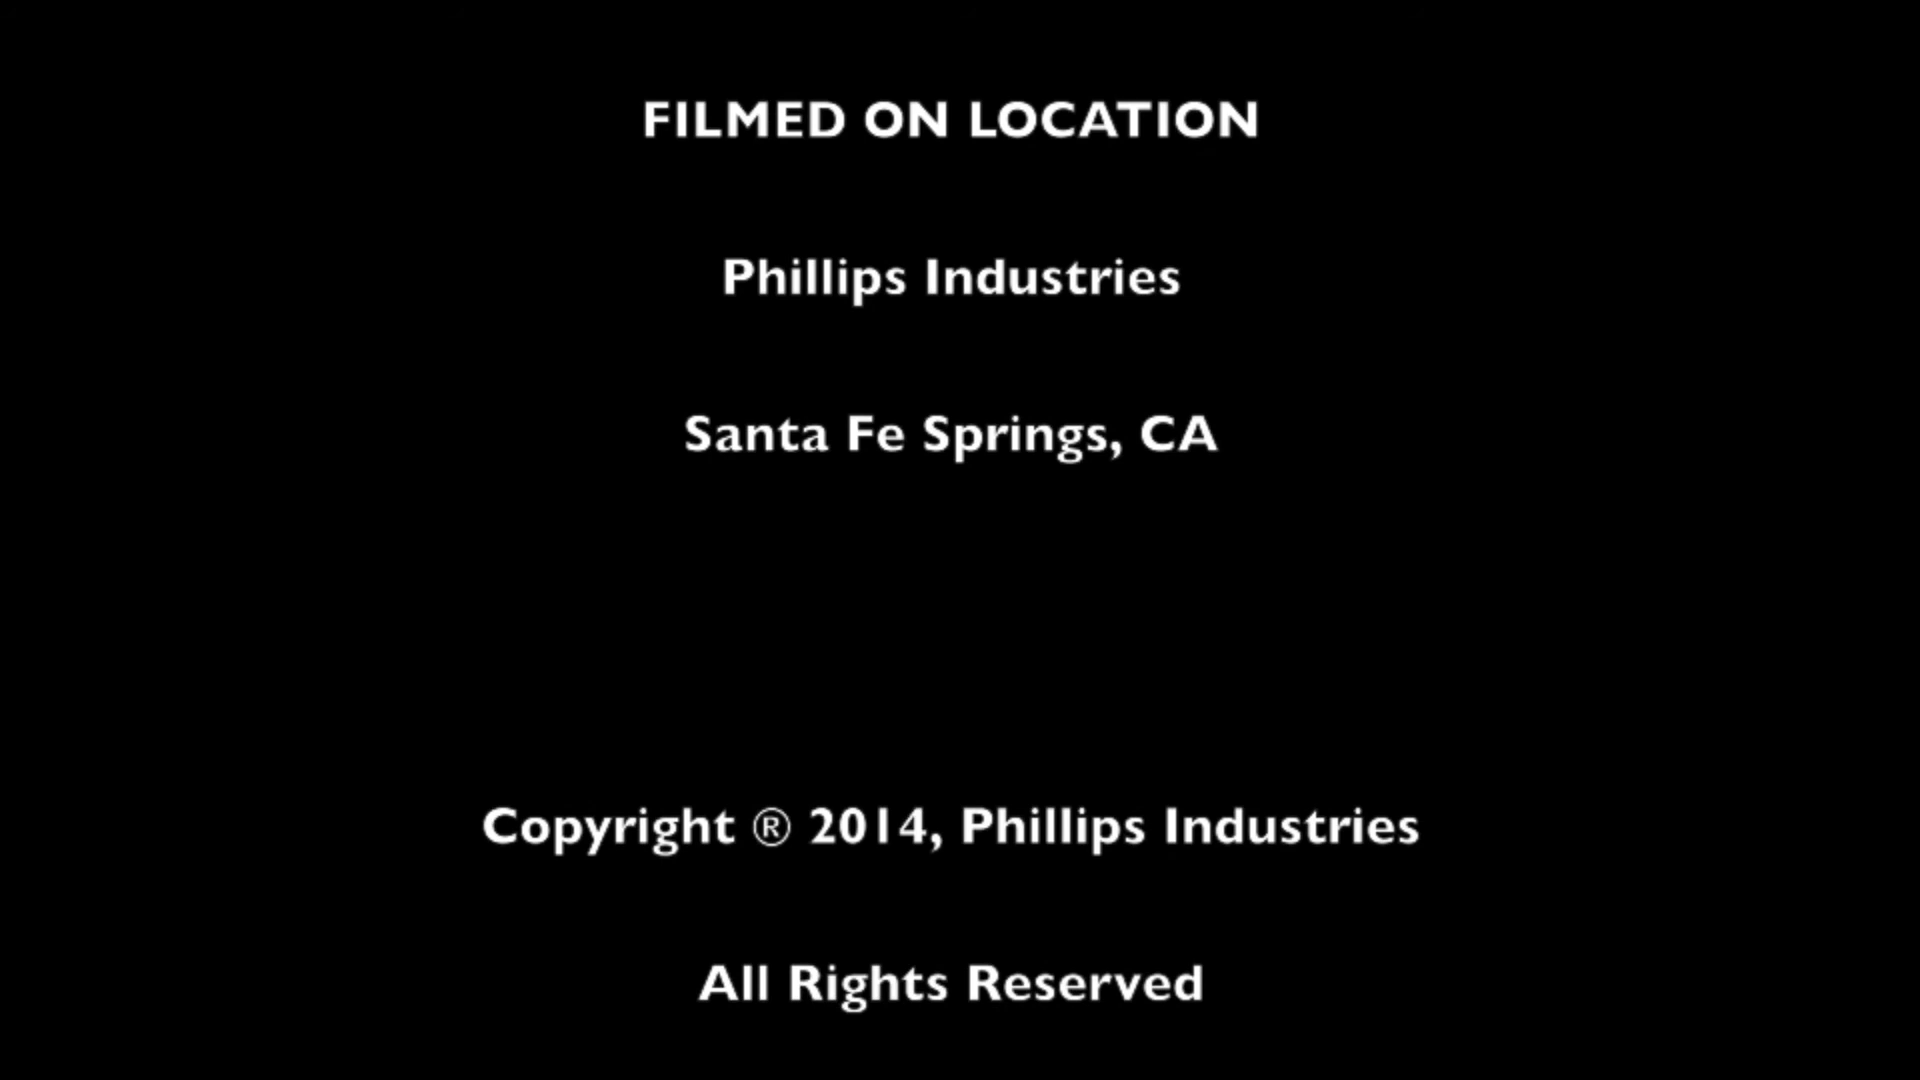 FILMED ON LOCATION
Phillips Industries
Santa Fe Springs, CA
Copyright ® 2014, Phillips Industries
All Rights Reserved